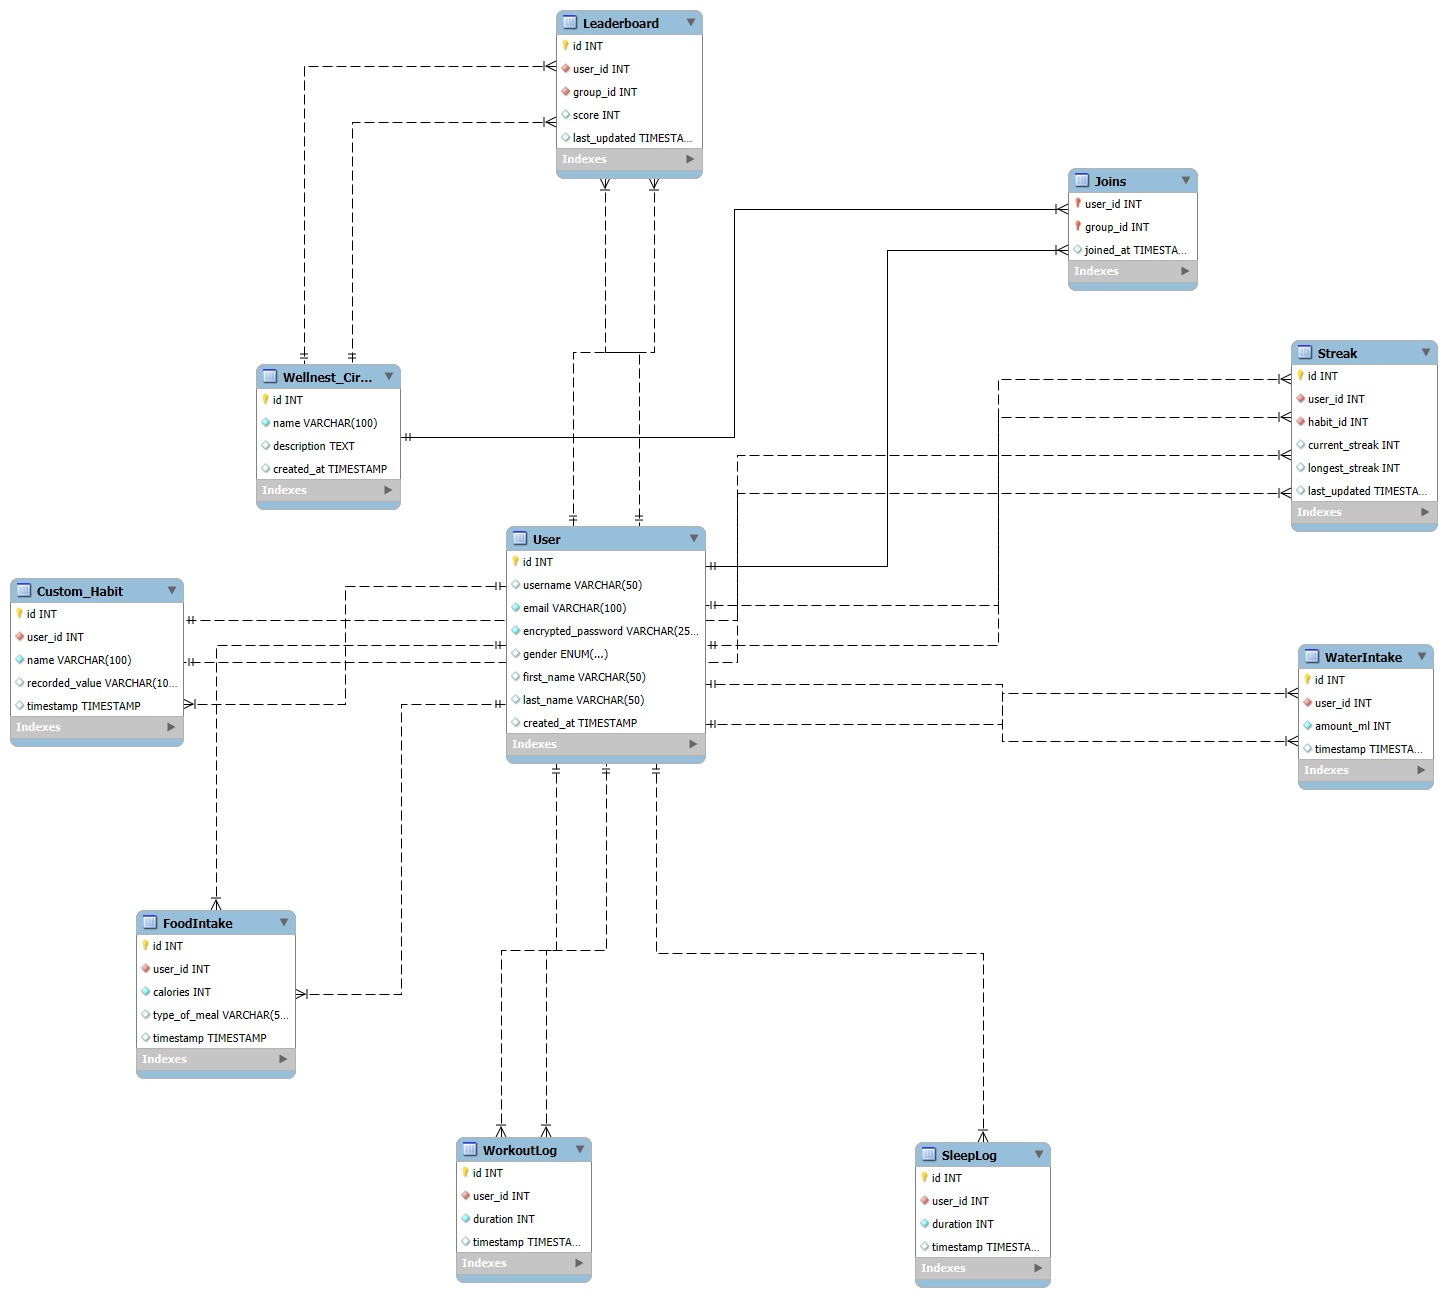 Leaderboard
id INT
user_id INT
group_id INT
score INT
last_updated TIMESTA...
Indexes
Joins
user_id INT
group_id INT
joined_at TIMESTA...
Indexes
Streak
id INT
user_id INT
habit_id INT
current_streak INT
longest_streak INT
last_updated TIMESTA...
Indexes
Wellnest_Cir...
id INT
name VARCHAR(100)
description TEXT
created_at TIMESTAMP
Indexes
User
id INT
username VARCHAR(50)
email VARCHAR(100)
encrypted_password VARCHAR(25...
gender ENUM(...)
first_name VARCHAR(50)
last_name VARCHAR(50)
created_at TIMESTAMP
Indexes
Custom_Habit
id INT
user_id INT
name VARCHAR(100)
recorded_value VARCHAR(10...
timestamp TIMESTAMP
Indexes
WaterIntake
id INT
user_id INT
amount_ml INT
timestamp TIMESTA...
Indexes
FoodIntake
id INT
user_id INT
calories INT
type_of_meal VARCHAR(5...
timestamp TIMESTAMP
Indexes
WorkoutLog
id INT
user_id INT
duration INT
timestamp TIMESTA...
Indexes
SleepLog
id INT
user_id INT
duration INT
timestamp TIMESTA...
Indexes